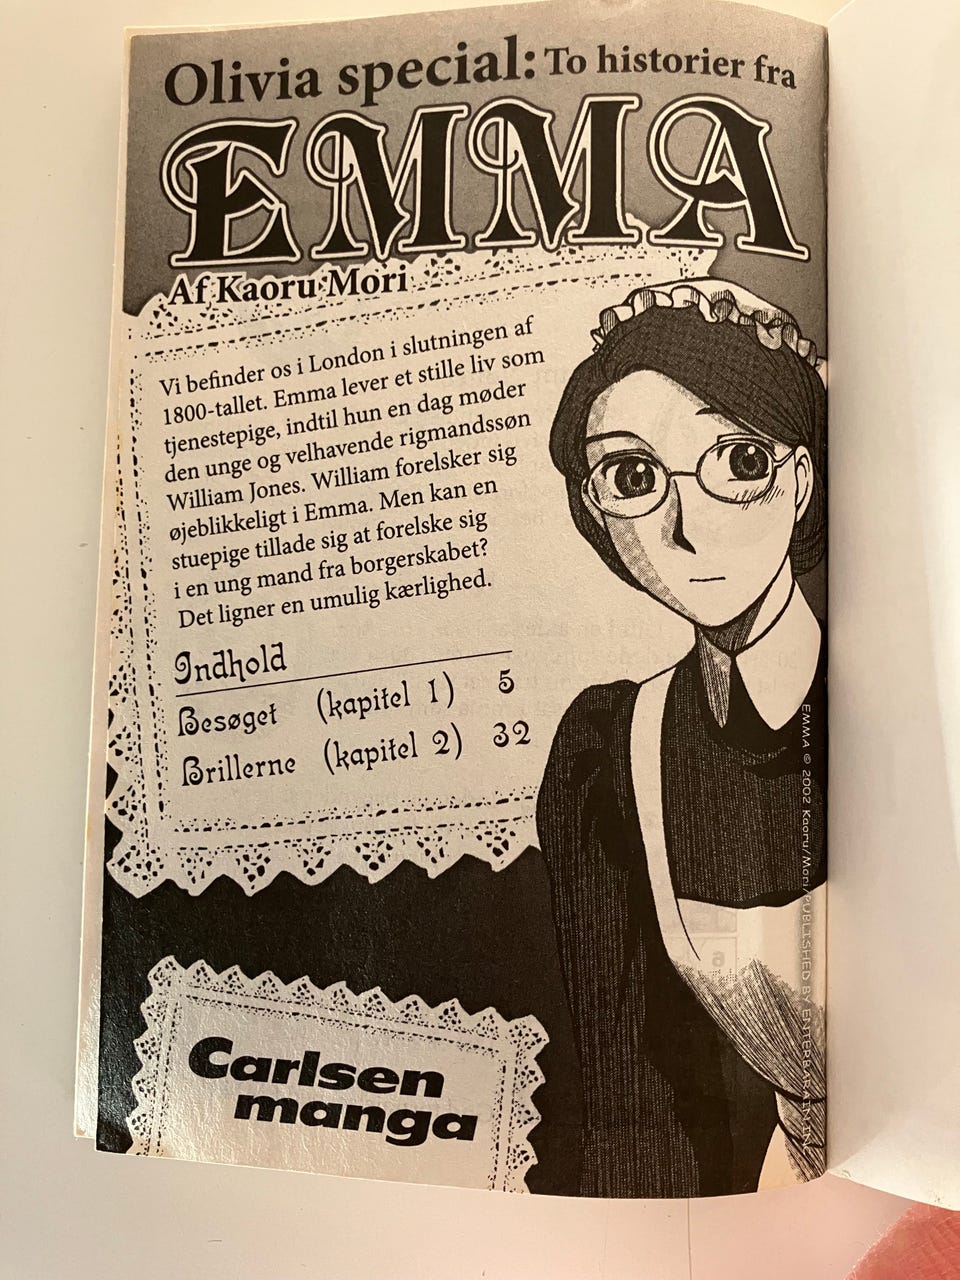 Olivia special: To historier fra
EMMA
Af Kaoru Mori
Vi befinder os i London i slutningen af
1800-tallet. Emma lever et stille liv som
tjenestepige, indtil hun en dag møder
den unge og velhavende rigmandssøn
William Jones. William forelsker sig
øjeblikkeligt i Emma. Men kan en
stuepige tillade sig at forelske sig
i en ung mand fra borgerskabet?
Det ligner en umulig kærlighed.
Indhold
Besøget (kapitel 1) 5
Brillerne (kapitel 2) 32
Carlsen
manga
EMMA © 2002 Kaoru/Mori/PUBLISHED BY ENTERBRAIN,INC